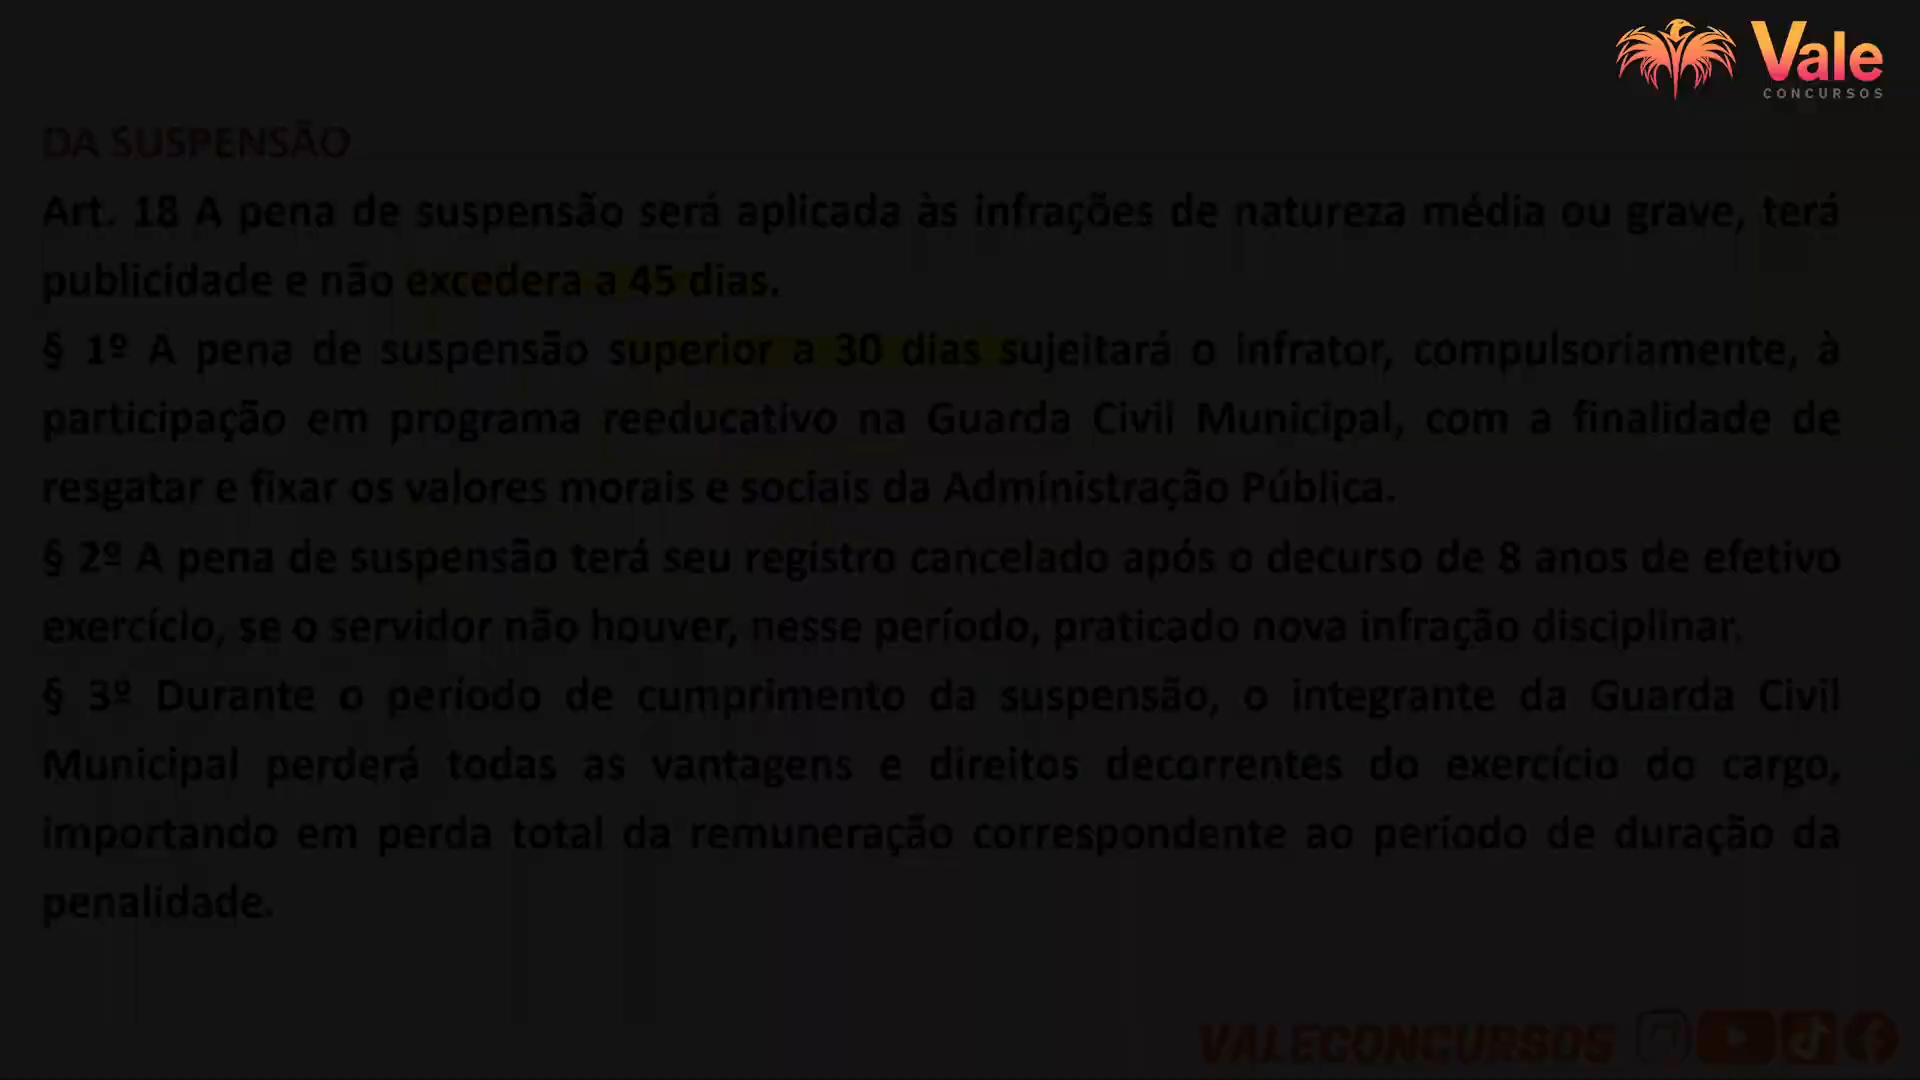 Vale
CONCURSOS
DA SUSPENSÃO
Art. 18 A pena de suspensão será aplicada às infrações de natureza média ou grave, terá
publicidade e não excedera a 45 dias.
§ 1º A pena de suspensão superior a 30 dias sujeitará o infrator, compulsoriamente, à
participação em programa reeducativo na Guarda Civil Municipal, com a finalidade de
resgatar e fixar os valores morais e sociais da Administração Pública.
§ 2º A pena de suspensão terá seu registro cancelado após o decurso de 8 anos de efetivo
exercício, se o servidor não houver, nesse período, praticado nova infração disciplinar.
§ 3º Durante o período de cumprimento da suspensão, o integrante da Guarda Civil
Municipal perderá todas as vantagens e direitos decorrentes do exercício do cargo,
importando em perda total da remuneração correspondente ao período de duração da
penalidade.
VALECONCURSOS